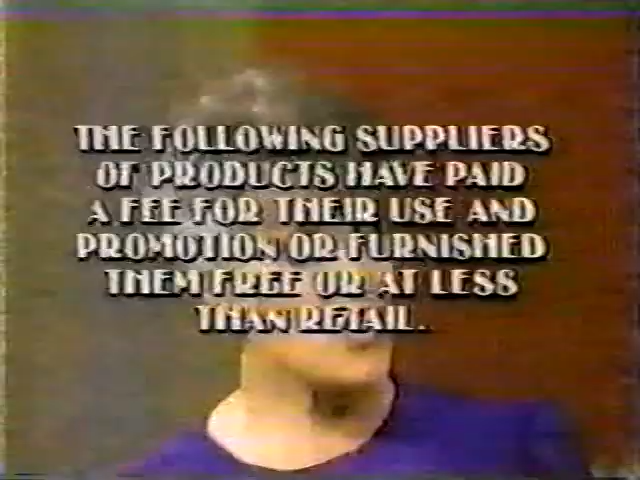 THE FOLLOWING SUPPLIERS
OF PRODUCTS HAVE PAID
A FEE FOR THEIR USE AND
PROMOTION OR FURNISHED
THEM FREE OR AT LESS
THAN RETAIL.